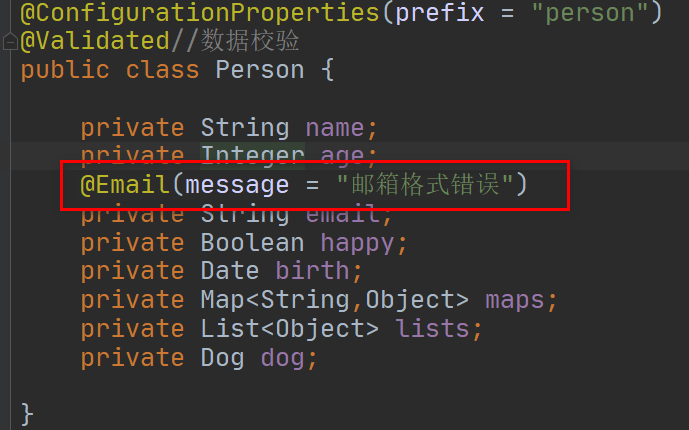 @ConfigurationProperties(prefix = "person")
@Validated//数据校验
public class Person {
private String name;
private Integer age;
@Email(message = "邮箱格式错误")
private String email;
private Boolean happy;
private Date birth;
private Map<String,Object> maps;
private List<Object> lists;
private Dog dog;
}